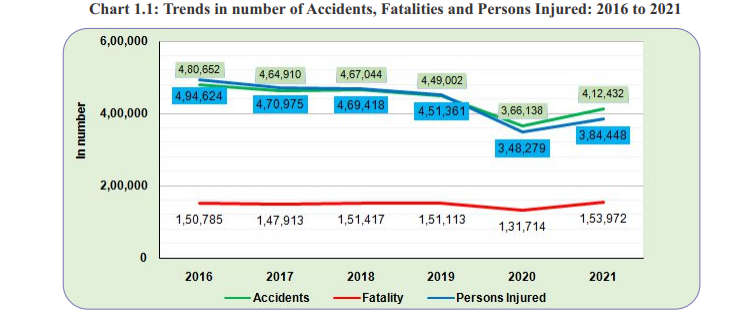 Chart 1.1: Trends in number of Accidents, Fatalities and Persons Injured: 2016 to 2021
6,00,000
4,00,000
2,00,000
0
In number
4,80,652 4,64,910 4,67,044 4,49,002 3,66,138 4,12,432
4,94,624 4,70,975 4,69,418 4,51,361 3,48,279 3,84,448
1,50,785 1,47,913 1,51,417 1,51,113 1,31,714 1,53,972
2016 2017 2018 2019 2020 2021
Accidents Fatality Persons Injured